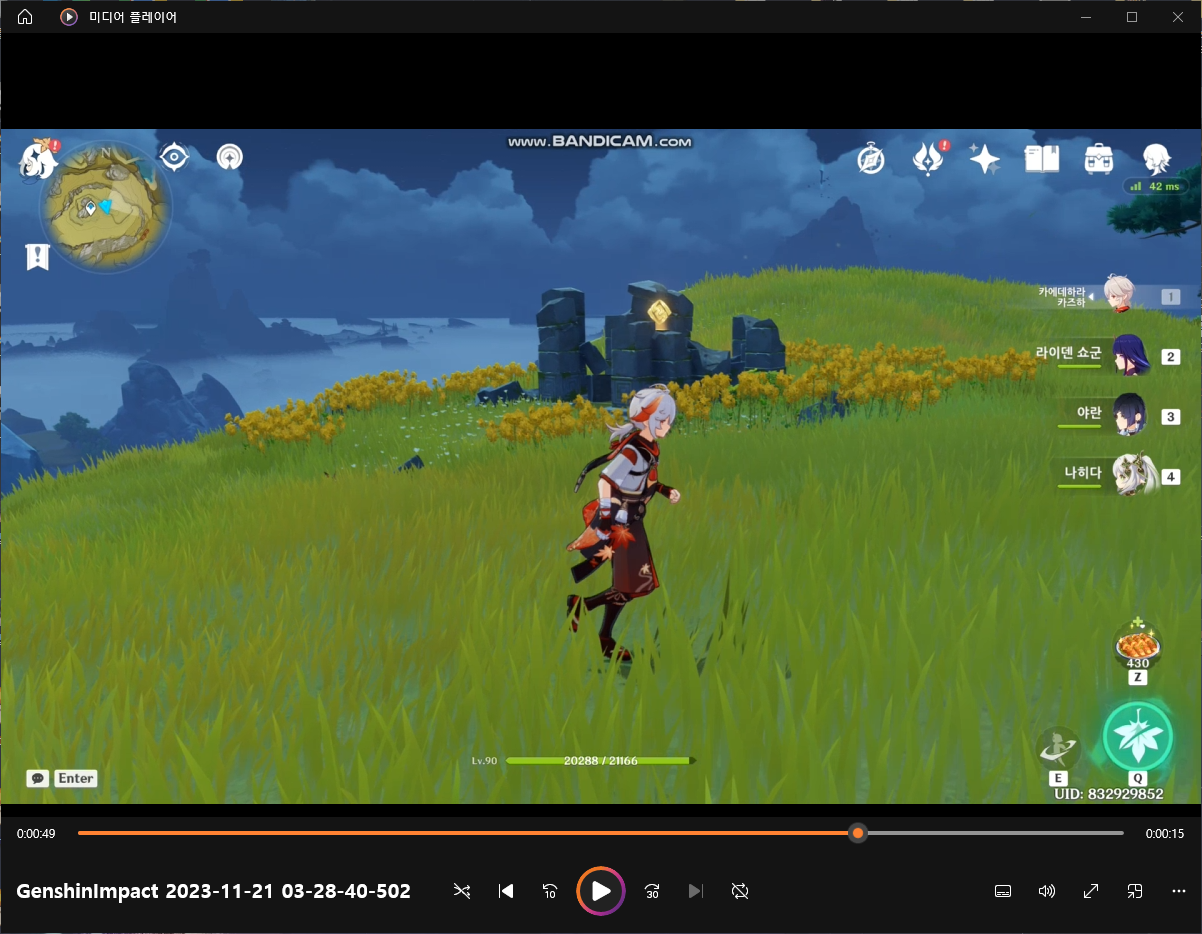 미디어 플레이어
www.BANDICAM.com
N
42 ms
카에데하라
카즈하
1
라이덴 쇼군
2
야란
3
나히다
4
430
Z
Lv.90
20288 / 21166
Enter
E
Q
UID: 832929852
0:00:49
0:00:15
GenshinImpact 2023-11-21 03-28-40-502
10
30